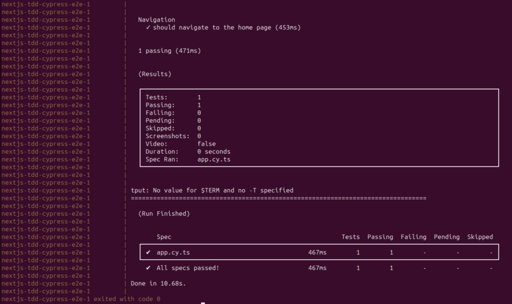 nextjs-tdd-cypress-e2e-1 |
nextjs-tdd-cypress-e2e-1 | Navigation
nextjs-tdd-cypress-e2e-1 | ✓ should navigate to the home page (453ms)
nextjs-tdd-cypress-e2e-1 |
nextjs-tdd-cypress-e2e-1 |
nextjs-tdd-cypress-e2e-1 | 1 passing (471ms)
nextjs-tdd-cypress-e2e-1 |
nextjs-tdd-cypress-e2e-1 |
nextjs-tdd-cypress-e2e-1 | (Results)
nextjs-tdd-cypress-e2e-1 |
nextjs-tdd-cypress-e2e-1 |
nextjs-tdd-cypress-e2e-1 | Tests: 1
nextjs-tdd-cypress-e2e-1 | Passing: 1
nextjs-tdd-cypress-e2e-1 | Failing: 0
nextjs-tdd-cypress-e2e-1 | Pending: 0
nextjs-tdd-cypress-e2e-1 | Skipped: 0
nextjs-tdd-cypress-e2e-1 | Screenshots: 0
nextjs-tdd-cypress-e2e-1 | Video: false
nextjs-tdd-cypress-e2e-1 | Duration: 0 seconds
nextjs-tdd-cypress-e2e-1 | Spec Ran: app.cy.ts
nextjs-tdd-cypress-e2e-1 |
nextjs-tdd-cypress-e2e-1 |
nextjs-tdd-cypress-e2e-1 |
nextjs-tdd-cypress-e2e-1 | tput: No value for $TERM and no -T specified
nextjs-tdd-cypress-e2e-1 | ====================================================================================================
nextjs-tdd-cypress-e2e-1 |
nextjs-tdd-cypress-e2e-1 | (Run Finished)
nextjs-tdd-cypress-e2e-1 |
nextjs-tdd-cypress-e2e-1 |
nextjs-tdd-cypress-e2e-1 | Spec Tests Passing Failing Pending Skipped
nextjs-tdd-cypress-e2e-1 |
nextjs-tdd-cypress-e2e-1 | ✔ app.cy.ts 467ms 1 1 - - -
nextjs-tdd-cypress-e2e-1 |
nextjs-tdd-cypress-e2e-1 | ✔ All specs passed! 467ms 1 1 - - -
nextjs-tdd-cypress-e2e-1 |
nextjs-tdd-cypress-e2e-1 | Done in 10.68s.
nextjs-tdd-cypress-e2e-1 |
nextjs-tdd-cypress-e2e-1 exited with code 0